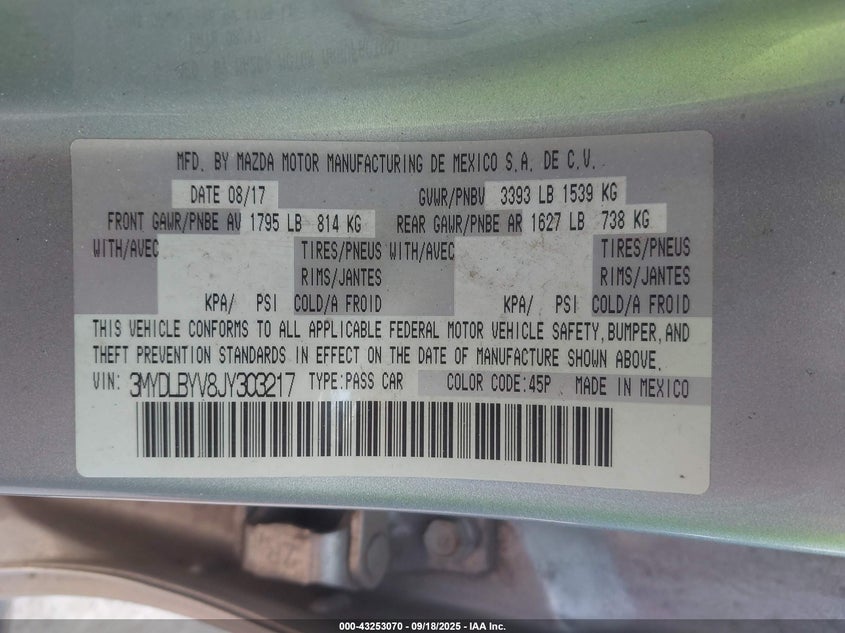 MFD. BY MAZDA MOTOR MANUFACTURING DE MEXICO S.A. DE C.V.
DATE 08/17 GVWR/PNBV 3393 LB 1539 KG
FRONT GAWR/PNBE AV 1795 LB 814 KG REAR GAWR/PNBE AR 1627 LB 738 KG
WITH/AVEC TIRES/PNEUS WITH/AVEC TIRES/PNEUS
RIMS/JANTES RIMS/JANTES
KPA/ PSI COLD/A FROID KPA/ PSI COLD/A FROID
THIS VEHICLE CONFORMS TO ALL APPLICABLE FEDERAL MOTOR VEHICLE SAFETY, BUMPER, AND
THEFT PREVENTION STANDARDS IN EFFECT ON THE DATE OF MANUFACTURE SHOWN ABOVE.
VIN: 3MYDLBYV8JY303217 TYPE:PASS CAR COLOR CODE:45P MADE IN MEXICO
000-43253070 - 09/18/2025 - IAA Inc.